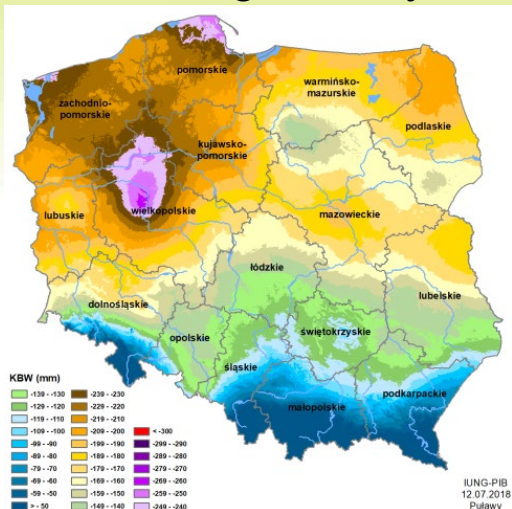 pomorskie
warmińsko-
mazurskie
zachodnio-
pomorskie
podlaskie
kujawsko-
pomorskie
lubuskie
wielkopolskie
mazowieckie
łódzkie
lubelskie
dolnośląskie
opolskie
świętokrzyskie
śląskie
małopolskie
podkarpackie
KBW (mm)
-139 - -130 -239 - -230
-129 - -120 -229 - -220
-119 - -110 -219 - -210
-109 - -100 -209 - -200 < -300
-99 - -90 -199 - -190 -299 - -290
-89 - -80 -189 - -180 -289 - -280
-79 - -70 -179 - -170 -279 - -270
-69 - -60 -169 - -160 -269 - -260
-59 - -50 -159 - -150 -259 - -250
> - 50 -149 - -140 -249 - -240
IUNG-PIB
12.07.2018
Puławy